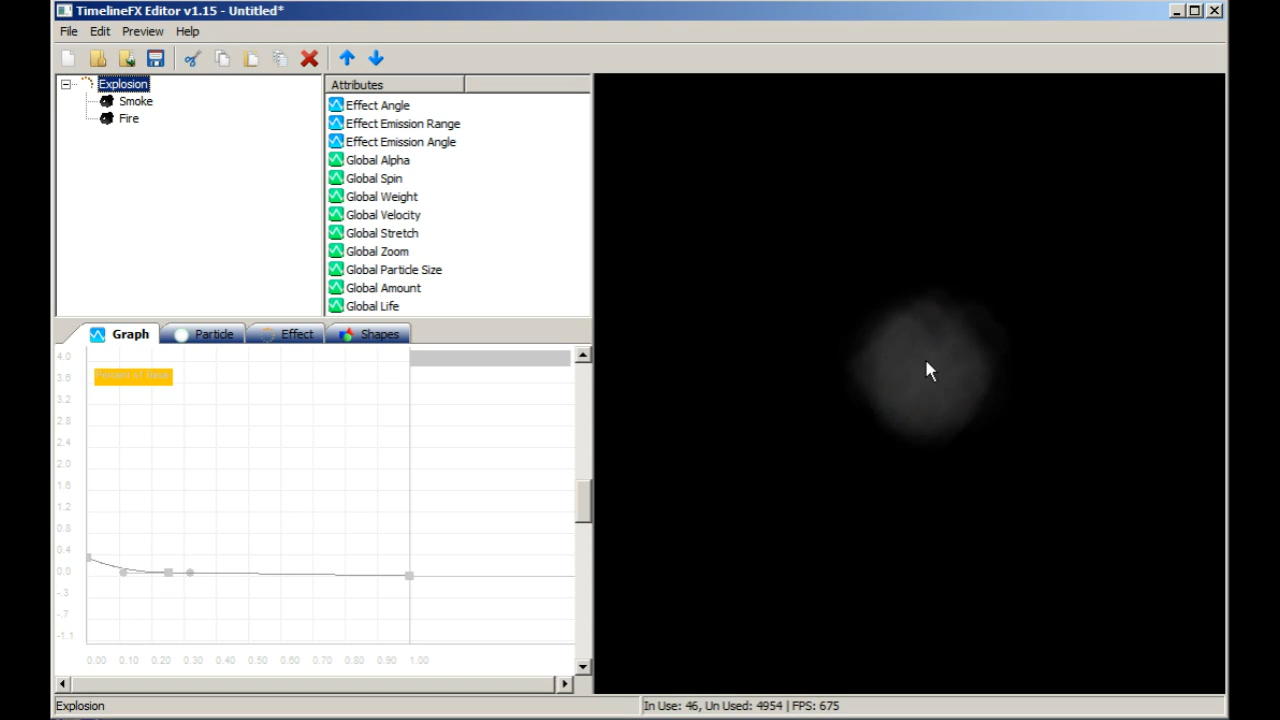 TimelineFX Editor v1.15 - Untitled*
File Edit Preview Help
Explosion
Smoke
Fire
Attributes
Effect Angle
Effect Emission Range
Effect Emission Angle
Global Alpha
Global Spin
Global Weight
Global Velocity
Global Stretch
Global Zoom
Global Particle Size
Global Amount
Global Life
Graph Particle Effect Shapes
4.0
3.6
3.2
2.8
2.4
2.0
1.6
1.2
0.8
0.4
0.0
-.3
-.7
-1.1
0.00 0.10 0.20 0.30 0.40 0.50 0.60 0.70 0.80 0.90 1.00
Explosion
In Use: 46, Un Used: 4954 | FPS: 675